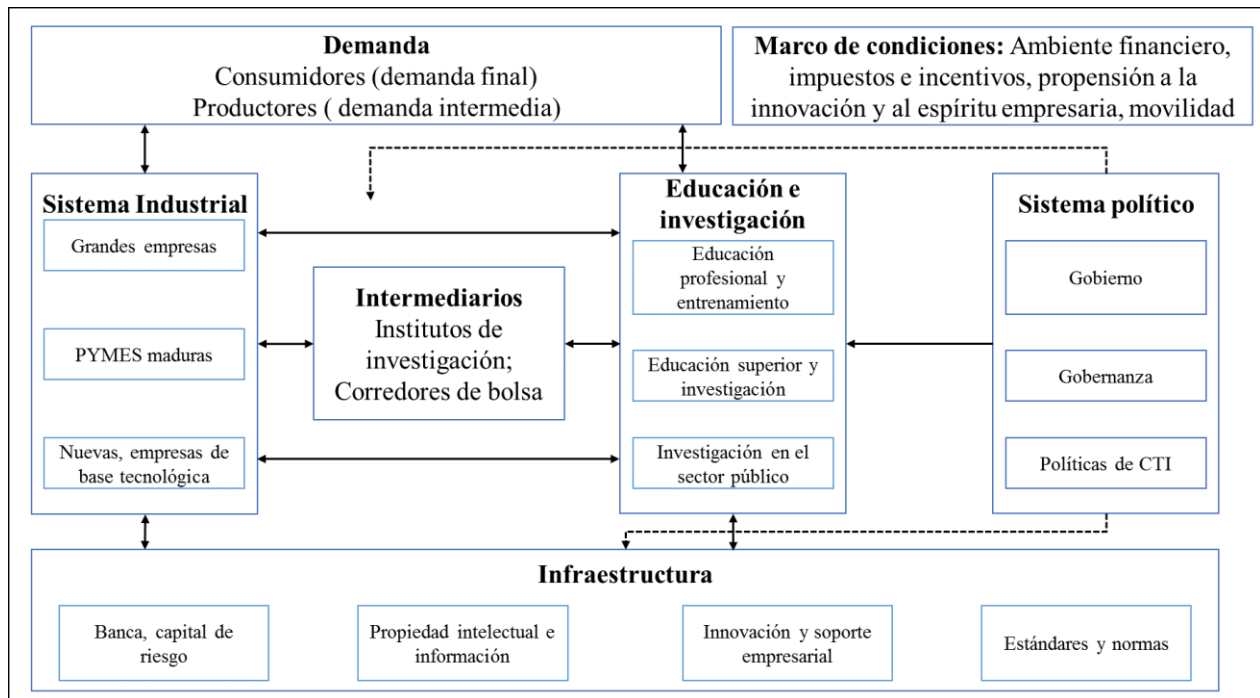 Demanda
Consumidores (demanda final)
Productores ( demanda intermedia)
Marco de condiciones: Ambiente financiero,
impuestos e incentivos, propensión a la
innovación y al espíritu empresaria, movilidad
Sistema Industrial
Grandes empresas
PYMES maduras
Nuevas, empresas de
base tecnológica
Intermediarios
Institutos de
investigación;
Corredores de bolsa
Educación e
investigación
Educación
profesional y
entrenamiento
Educación superior y
investigación
Investigación en el
sector público
Sistema político
Gobierno
Gobernanza
Políticas de CTI
Infraestructura
Banca, capital de
riesgo
Propiedad intelectual e
información
Innovación y soporte
empresarial
Estándares y normas